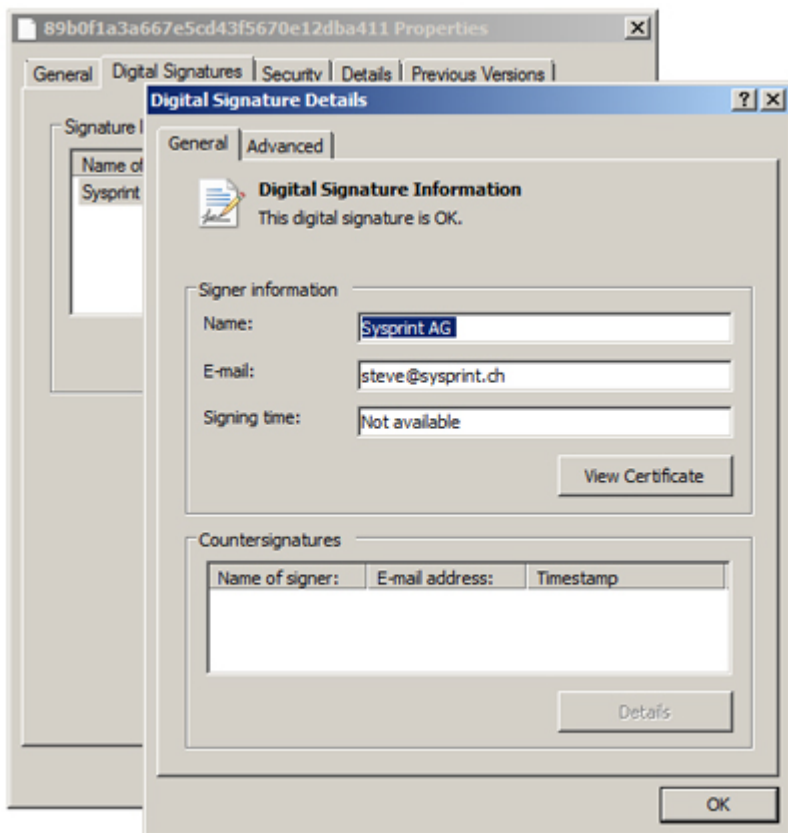 89b0f1a3a667e5cd43f5670e12dba411 Properties
General Digital Signatures Security Details Previous Versions
Signature l
Name of
Sysprint
Digital Signature Details
General Advanced
Digital Signature Information
This digital signature is OK.
Signer information
Name: Sysprint AG
E-mail: steve@sysprint.ch
Signing time: Not available
View Certificate
Countersignatures
Name of signer: E-mail address: Timestamp
Details
OK